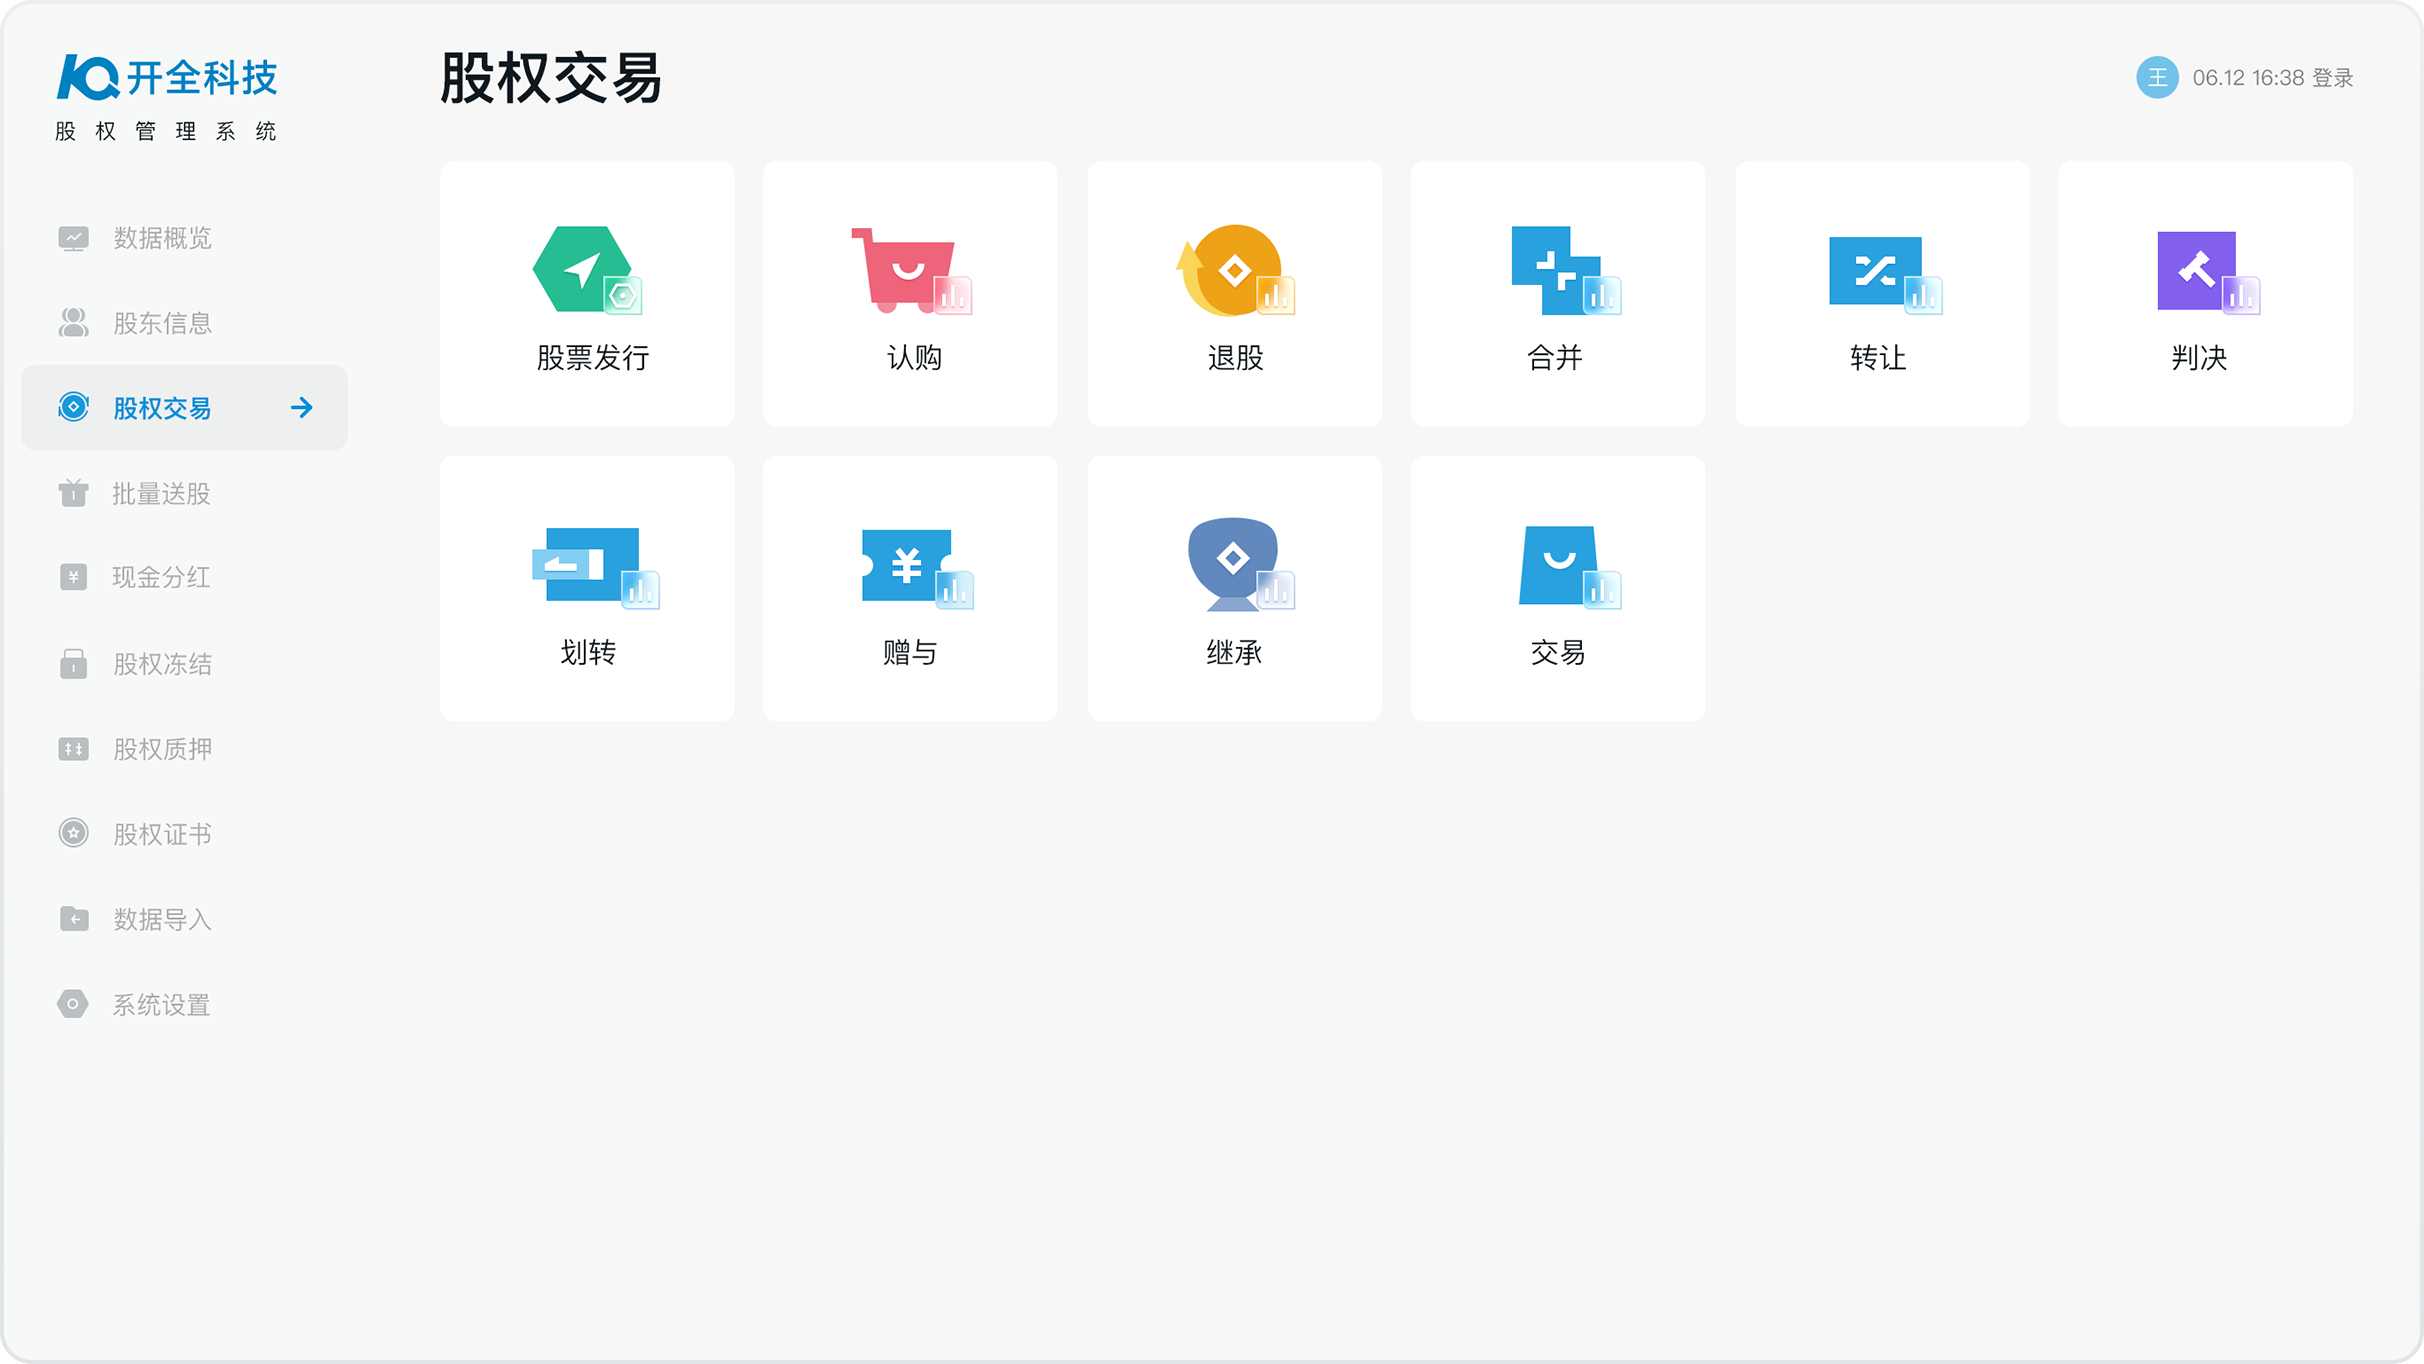 开全科技
股权管理系统
数据概览
股东信息
股权交易
批量送股
现金分红
股权冻结
股权质押
股权证书
数据导入
系统设置
股权交易
王 06.12 16:38 登录
股票发行 认购 退股 合并 转让 判决
划转 赠与 继承 交易